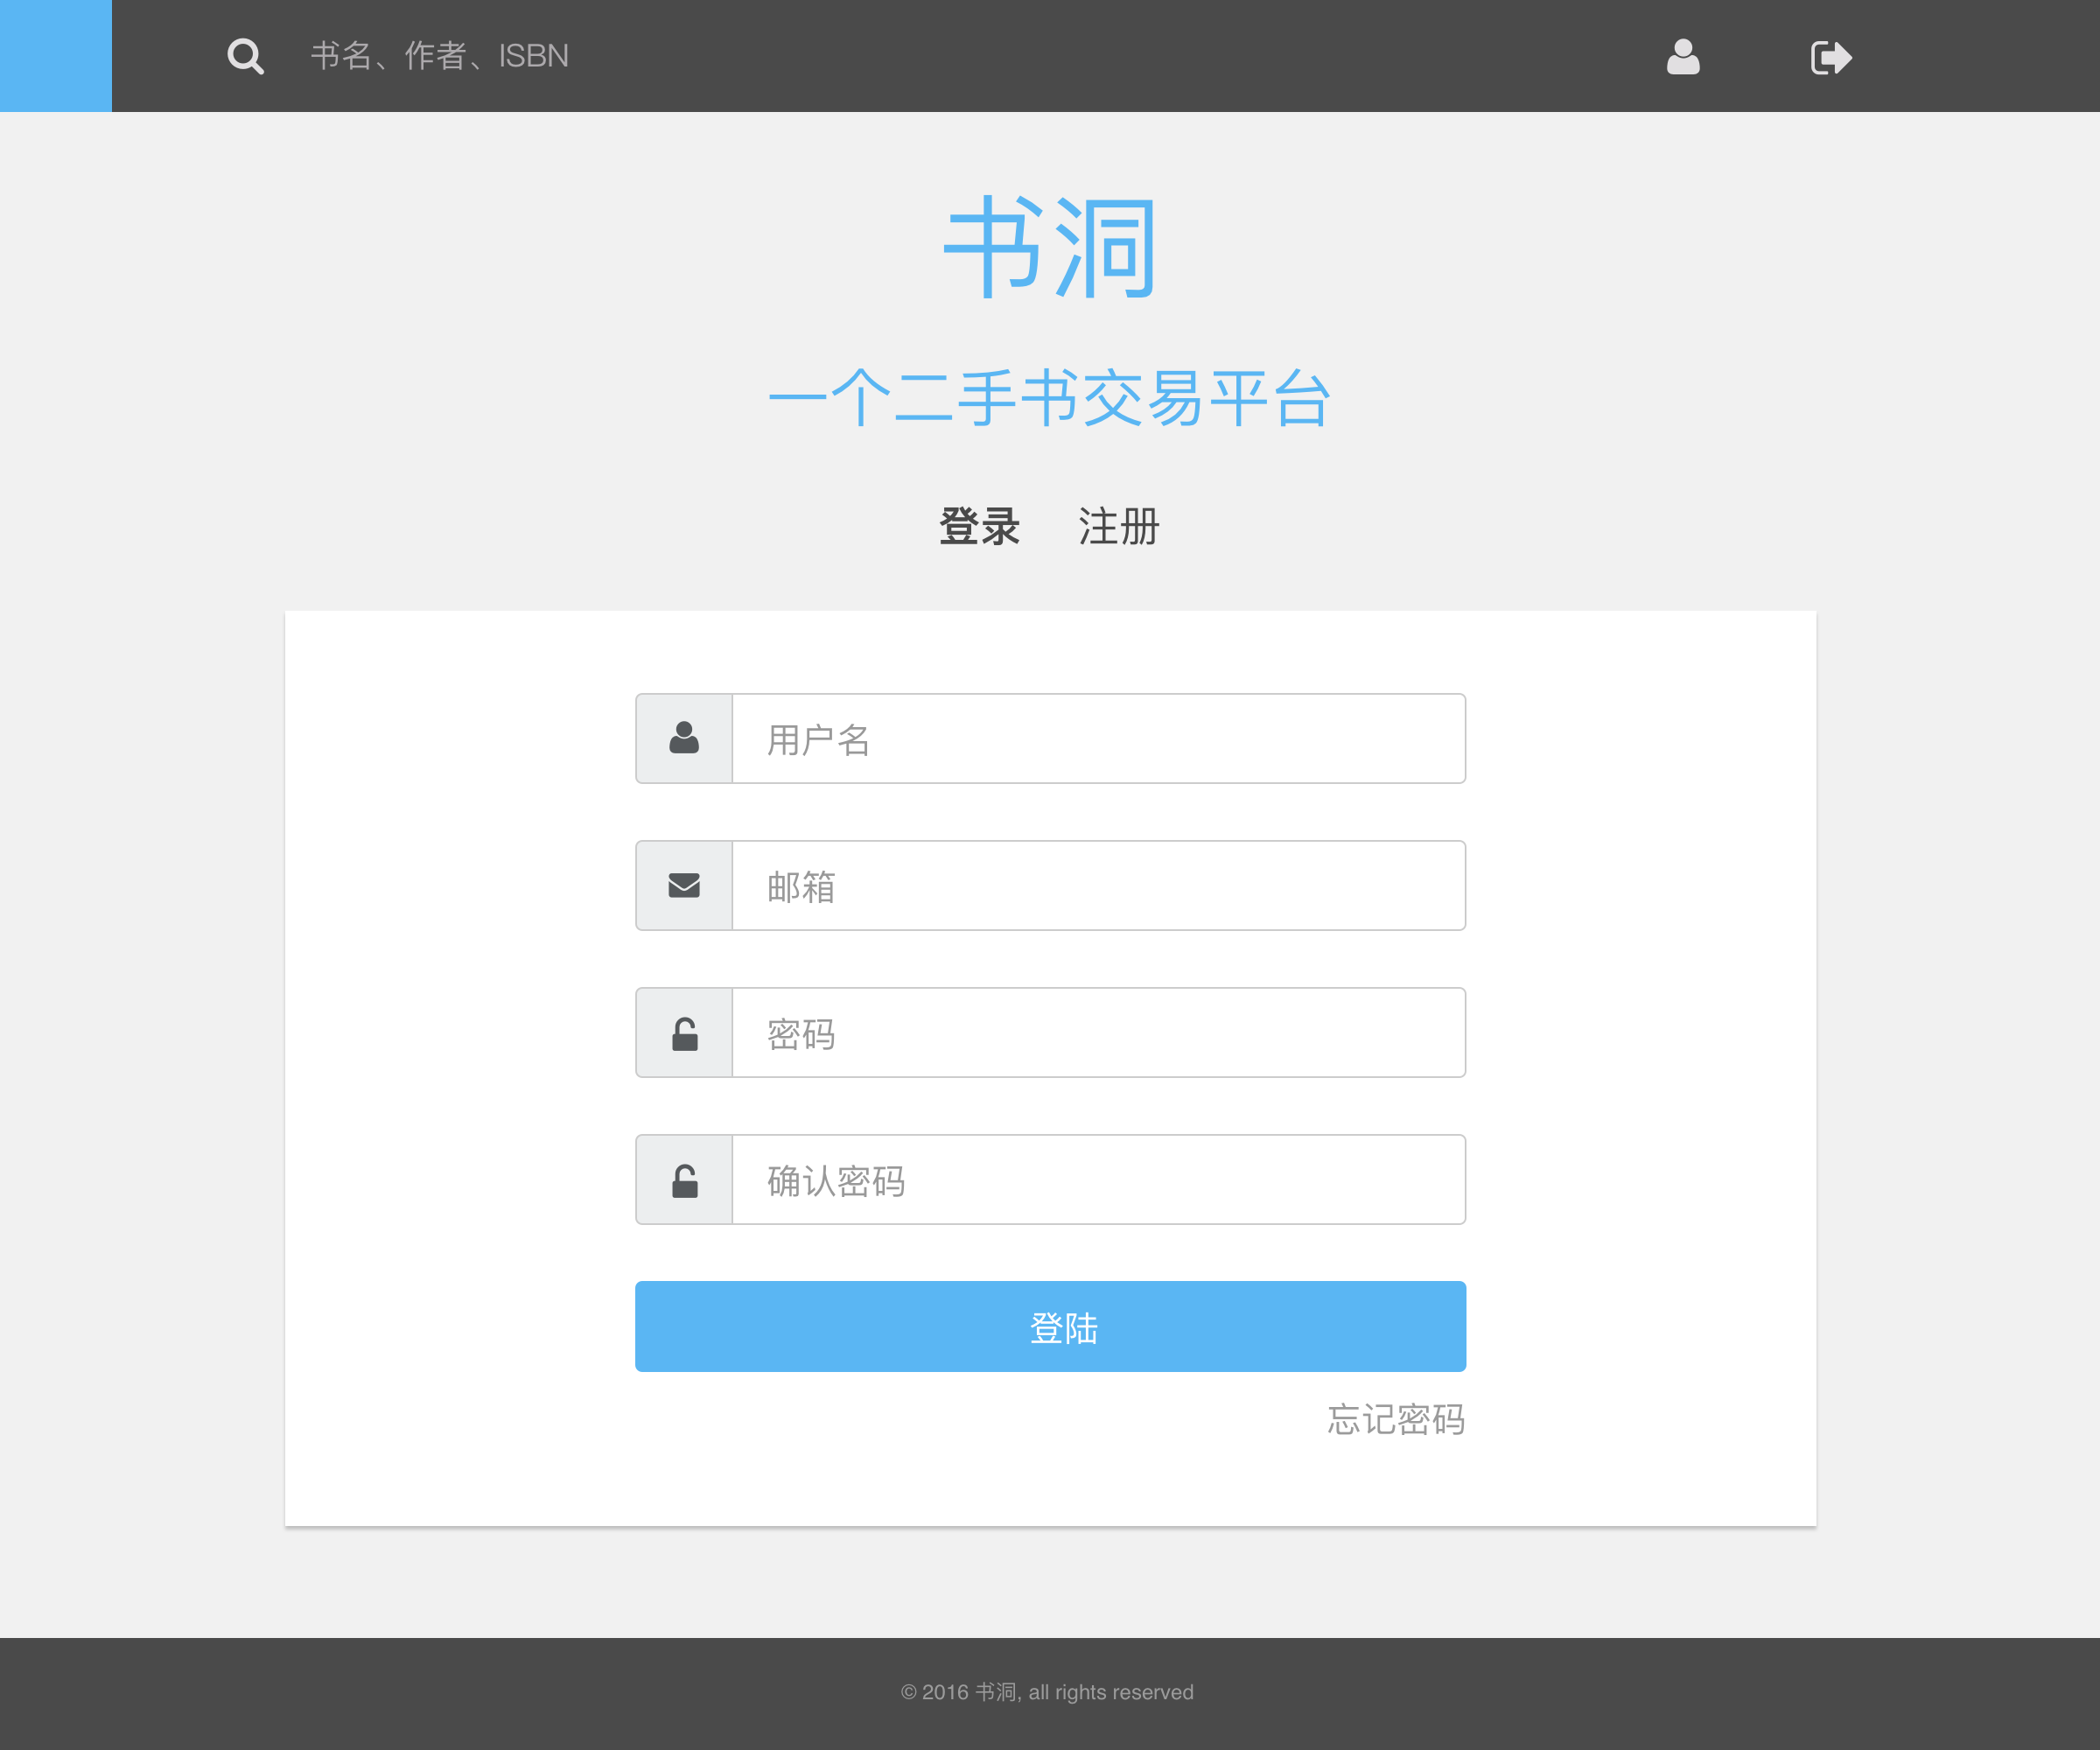 书名、作者、ISBN
书洞
一个二手书交易平台
登录 注册
用户名
邮箱
密码
确认密码
登陆
忘记密码
© 2016 书洞, all rights reserved